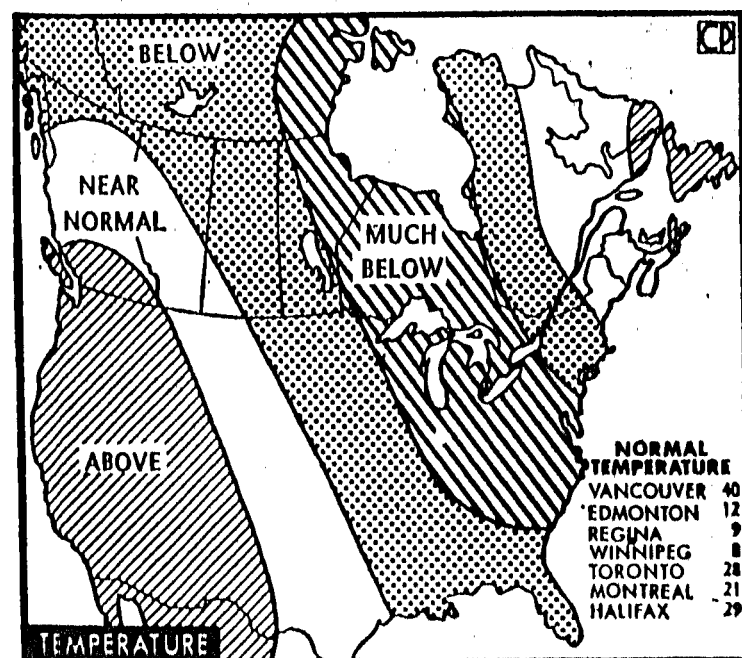 CP
BELOW
NEAR
NORMAL
MUCH
BELOW
ABOVE
NORMAL
TEMPERATURE
VANCOUVER 40
EDMONTON 12
REGINA 9
WINNIPEG 8
TORONTO 28
MONTREAL 21
HALIFAX 29
TEMPERATURE